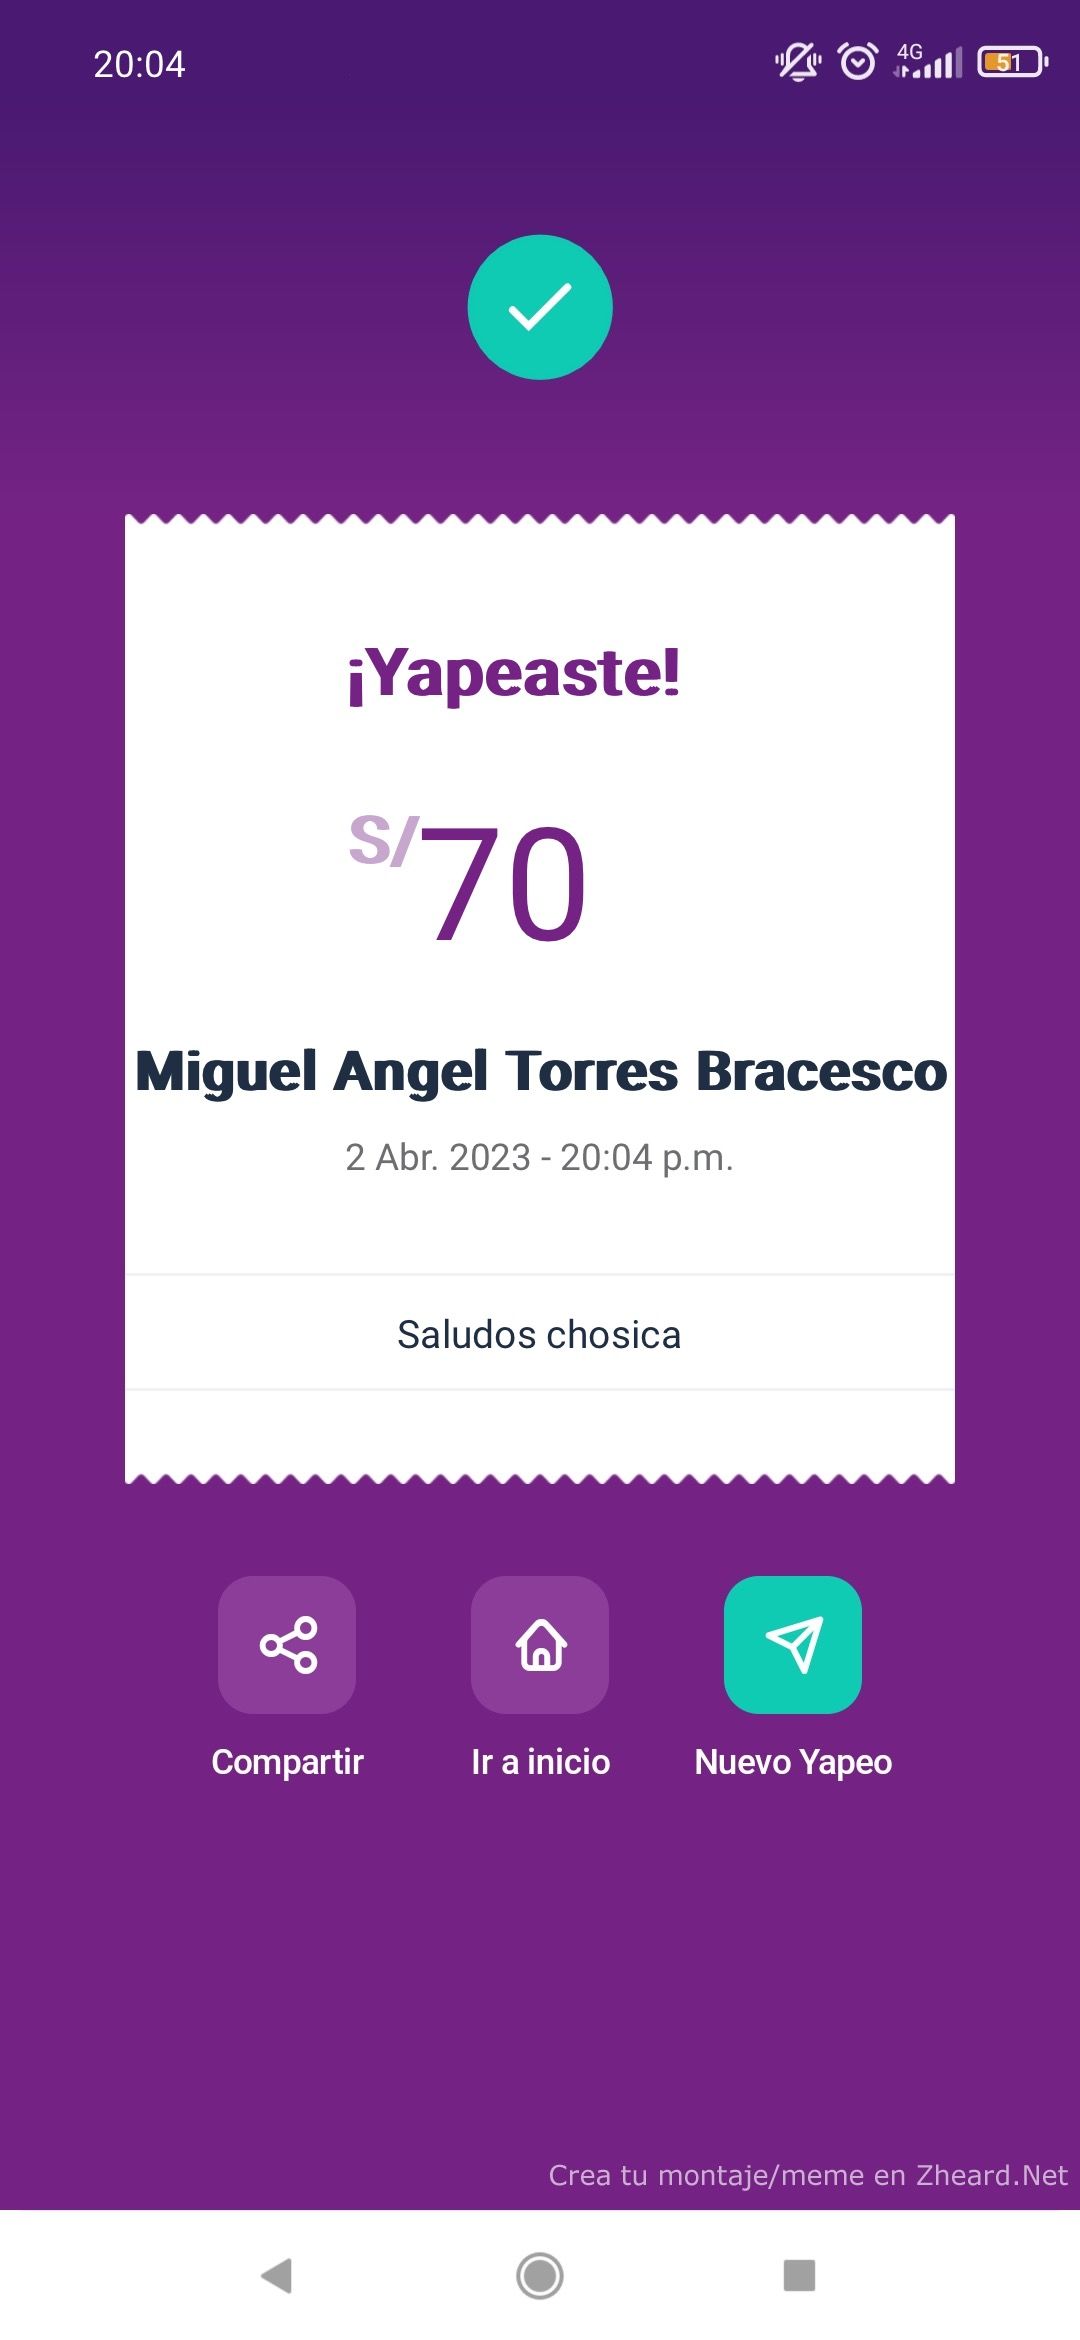 20:04
4G
51
¡Yapeaste!
S/70
Miguel Angel Torres Bracesco
2 Abr. 2023 - 20:04 p.m.
Saludos chosica
Compartir
Ir a inicio
Nuevo Yapeo
Crea tu montaje/meme en Zheard.Net